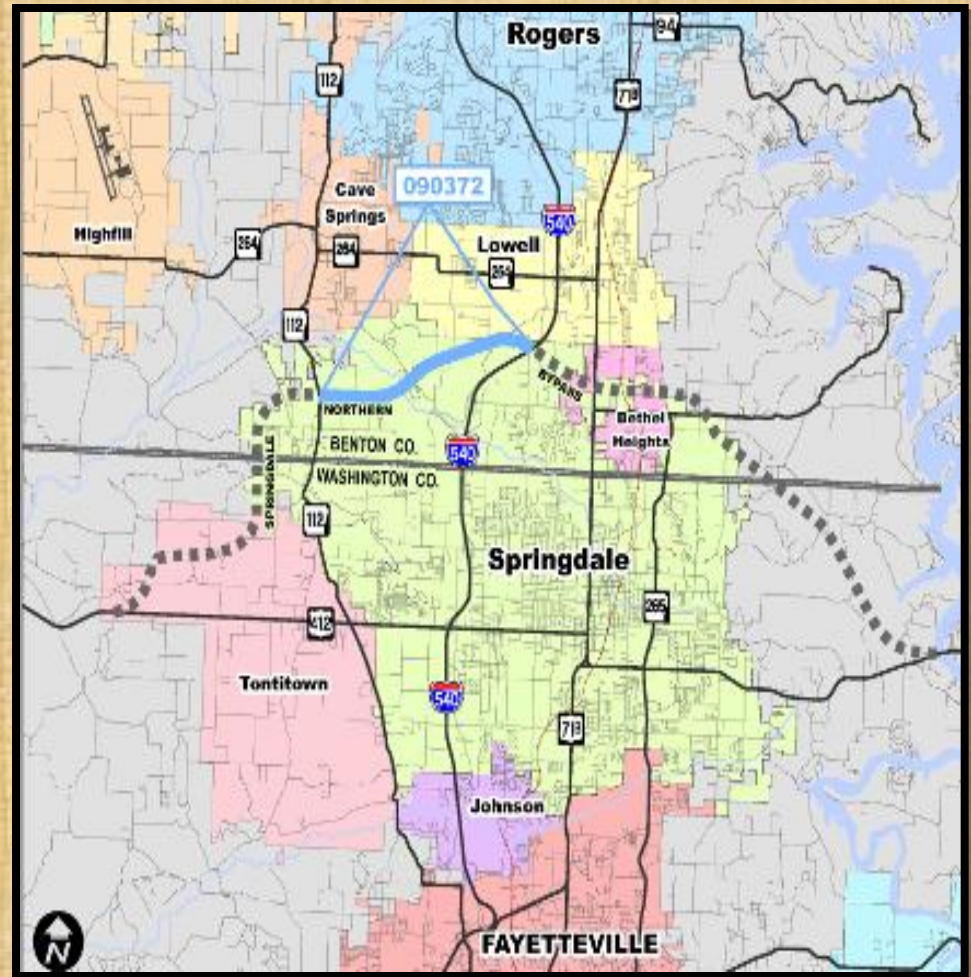 Rogers
94
112
71B
090372
Cave
Springs
Highfill
264
264
Lowell
540
264
112
BYPASS
NORTHERN
Bethel
Heights
BENTON CO.
540
SPRINGDALE
WASHINGTON CO.
112
Springdale
265
412
Tontitown
540
71B
Johnson
N
FAYETTEVILLE